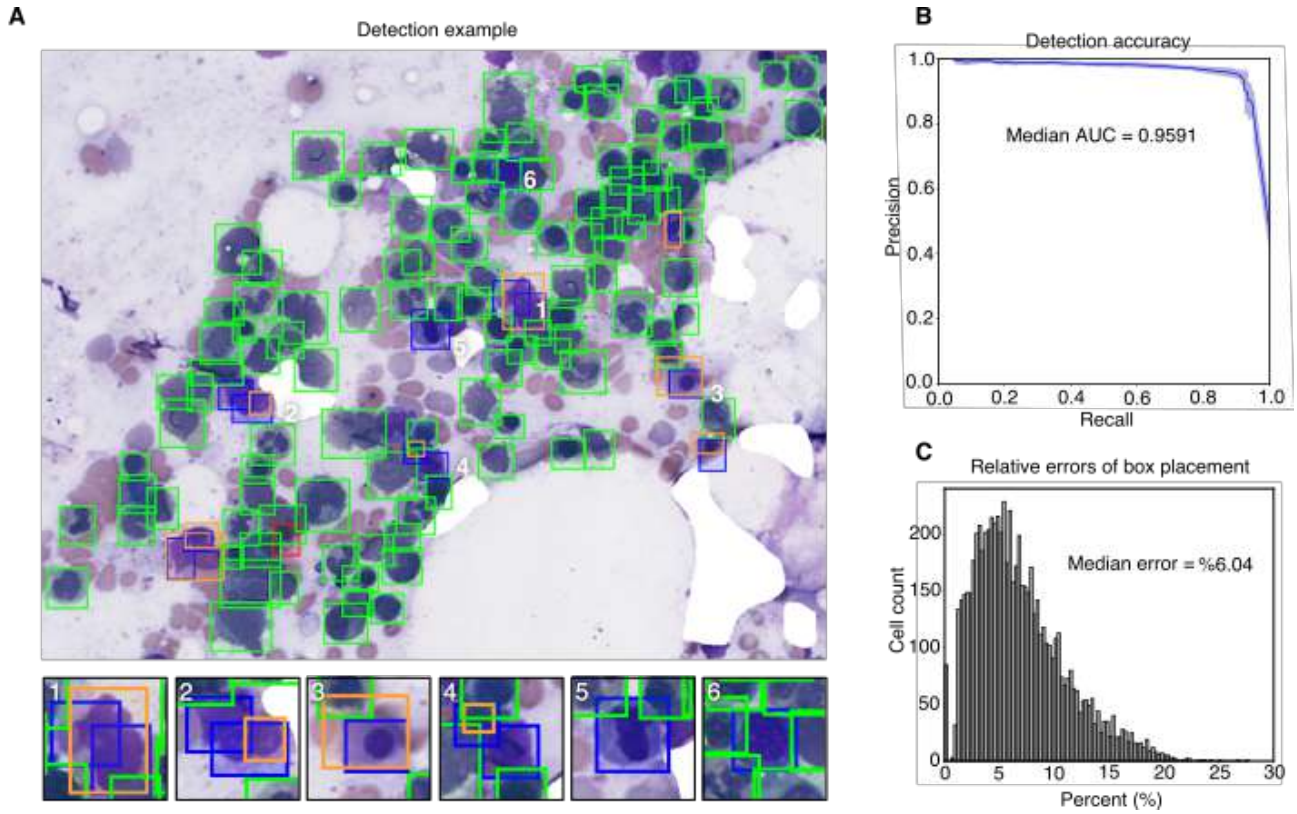 A
Detection example
6
1
5
2
3
4
1
2
3
4
5
6
B
Detection accuracy
1.0
0.8
0.6
0.4
0.2
0.0
Precision
Median AUC = 0.9591
0.0 0.2 0.4 0.6 0.8 1.0
Recall
C
Relative errors of box placement
200
150
100
50
0
Cell count
Median error = %6.04
0 5 10 15 20 25 30
Percent (%)